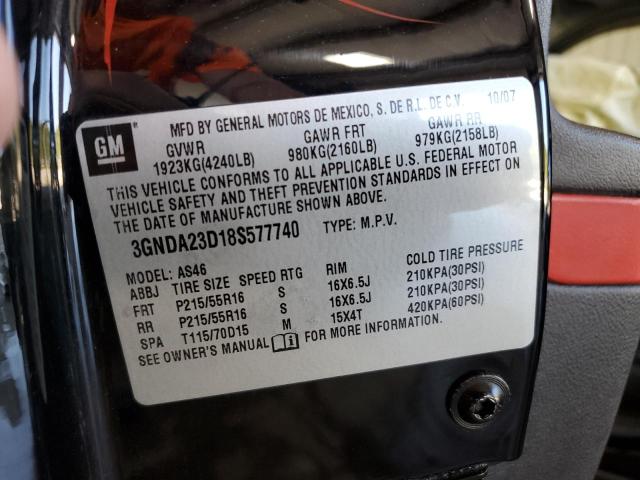 GM
MFD BY GENERAL MOTORS DE MEXICO, S. DE R.L. DE C.V. 10/07
GVWR GAWR FRT GAWR RR
1923KG(4240LB) 980KG(2160LB) 979KG(2158LB)
THIS VEHICLE CONFORMS TO ALL APPLICABLE U.S. FEDERAL MOTOR
VEHICLE SAFETY AND THEFT PREVENTION STANDARDS IN EFFECT ON
THE DATE OF MANUFACTURE SHOWN ABOVE.
3GNDA23D18S577740 TYPE: M.P.V.
MODEL: AS46
ABBJ TIRE SIZE SPEED RTG RIM COLD TIRE PRESSURE
FRT P215/55R16 S 16X6.5J 210KPA(30PSI)
RR P215/55R16 S 16X6.5J 210KPA(30PSI)
SPA T115/70D15 M 15X4T 420KPA(60PSI)
SEE OWNER'S MANUAL FOR MORE INFORMATION.